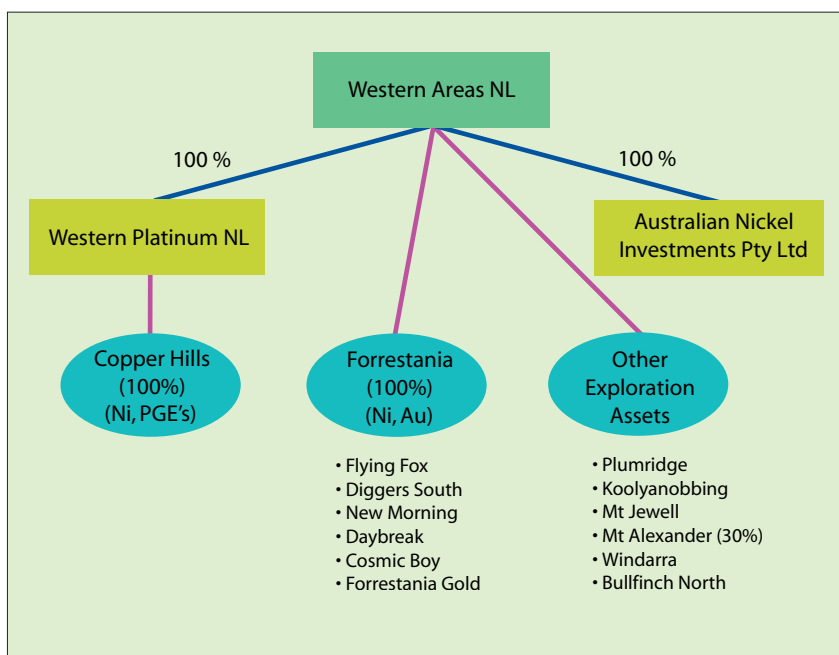 Western Areas NL
100 %
100 %
Western Platinum NL
Australian Nickel
Investments Pty Ltd
Copper Hills
(100%)
(Ni, PGE's)
Forrestania
(100%)
(Ni, Au)
Other
Exploration
Assets
• Flying Fox
• Diggers South
• New Morning
• Daybreak
• Cosmic Boy
• Forrestania Gold
• Plumridge
• Koolyanobbing
• Mt Jewell
• Mt Alexander (30%)
• Windarra
• Bullfinch North